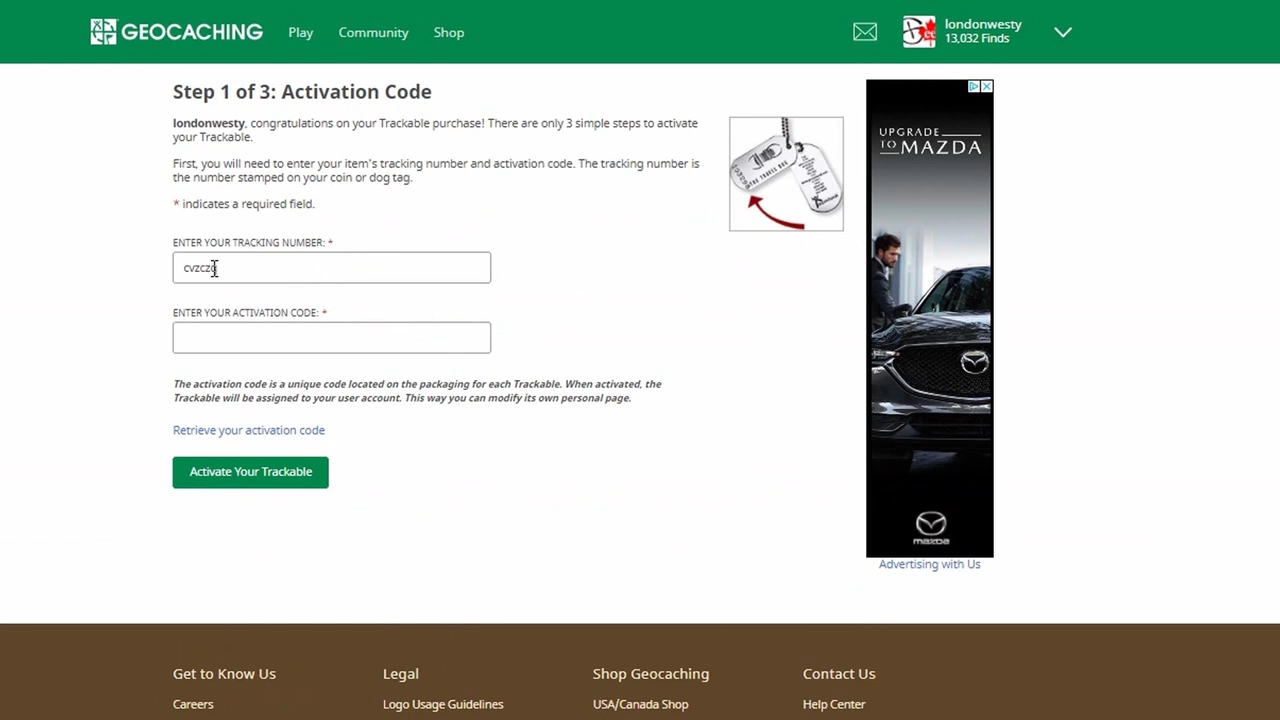 GEOCACHING
Play
Community
Shop
londonwesty
13,032 Finds
Step 1 of 3: Activation Code
londonwesty, congratulations on your Trackable purchase! There are only 3 simple steps to activate
your Trackable.
First, you will need to enter your item's tracking number and activation code. The tracking number is
the number stamped on your coin or dog tag.
* indicates a required field.
ENTER YOUR TRACKING NUMBER: *
ENTER YOUR ACTIVATION CODE: *
The activation code is a unique code located on the packaging for each Trackable. When activated, the
Trackable will be assigned to your user account. This way you can modify its own personal page.
Retrieve your activation code
Activate Your Trackable
UPGRADE
TO MAZDA
mazda
Advertising with Us
Get to Know Us
Legal
Shop Geocaching
Contact Us
Careers
Logo Usage Guidelines
USA/Canada Shop
Help Center